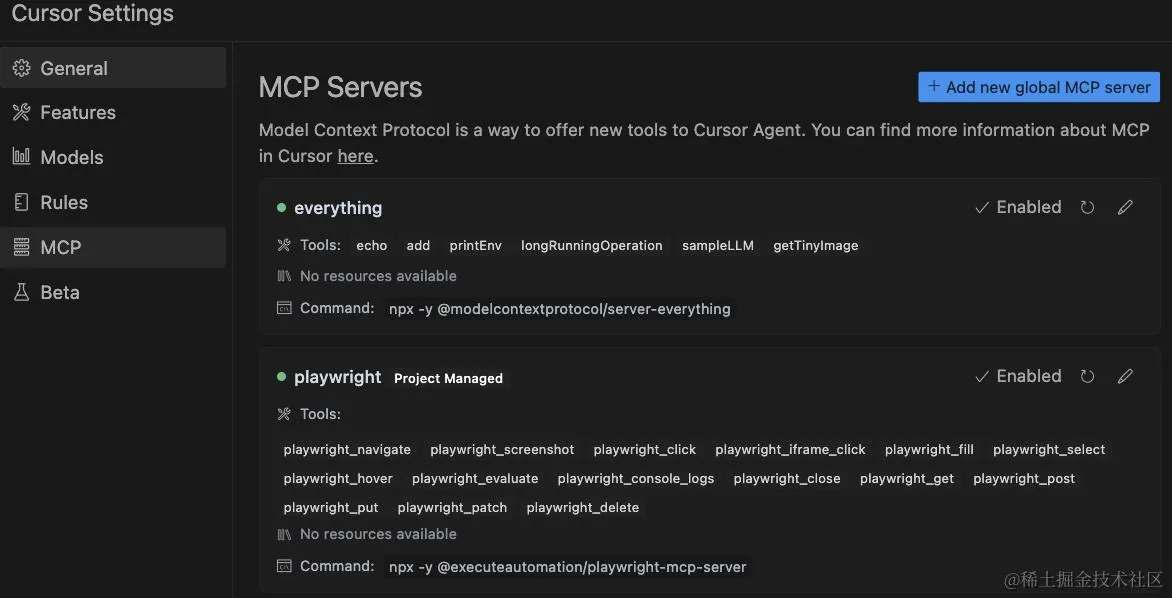 Cursor Settings
General
Features
Models
Rules
MCP
Beta
MCP Servers
+ Add new global MCP server
Model Context Protocol is a way to offer new tools to Cursor Agent. You can find more information about MCP
in Cursor here.
everything
Enabled
Tools: echo add printEnv longRunningOperation sampleLLM getTinyImage
No resources available
Command: npx -y @modelcontextprotocol/server-everything
playwright Project Managed
Enabled
Tools:
playwright_navigate playwright_screenshot playwright_click playwright_iframe_click playwright_fill playwright_select
playwright_hover playwright_evaluate playwright_console_logs playwright_close playwright_get playwright_post
playwright_put playwright_patch playwright_delete
No resources available
Command: npx -y @executeautomation/playwright-mcp-server
@稀土掘金技术社区